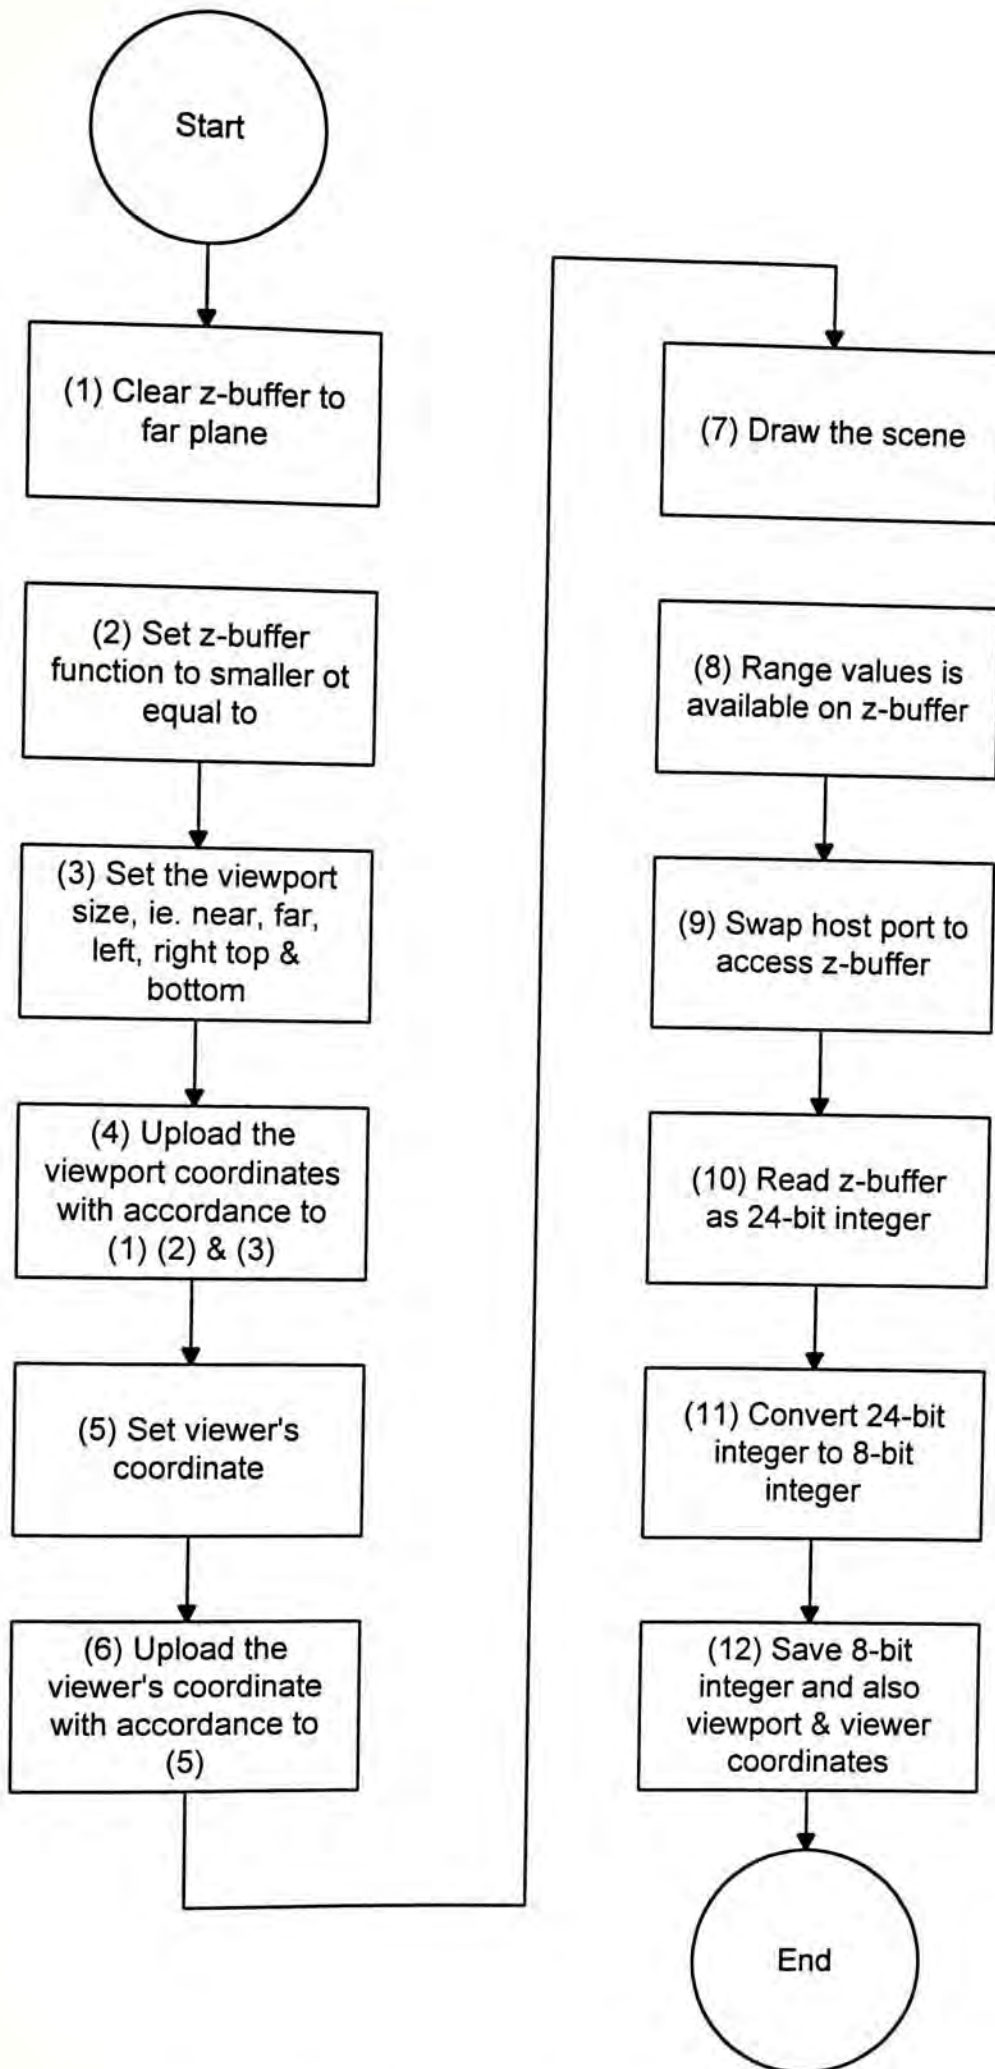 Start
(1) Clear z-buffer to
far plane
(2) Set z-buffer
function to smaller ot
equal to
(3) Set the viewport
size, ie. near, far,
left, right top &
bottom
(4) Upload the
viewport coordinates
with accordance to
(1) (2) & (3)
(5) Set viewer's
coordinate
(6) Upload the
viewer's coordinate
with accordance to
(5)
(7) Draw the scene
(8) Range values is
available on z-buffer
(9) Swap host port to
access z-buffer
(10) Read z-buffer
as 24-bit integer
(11) Convert 24-bit
integer to 8-bit
integer
(12) Save 8-bit
integer and also
viewport & viewer
coordinates
End